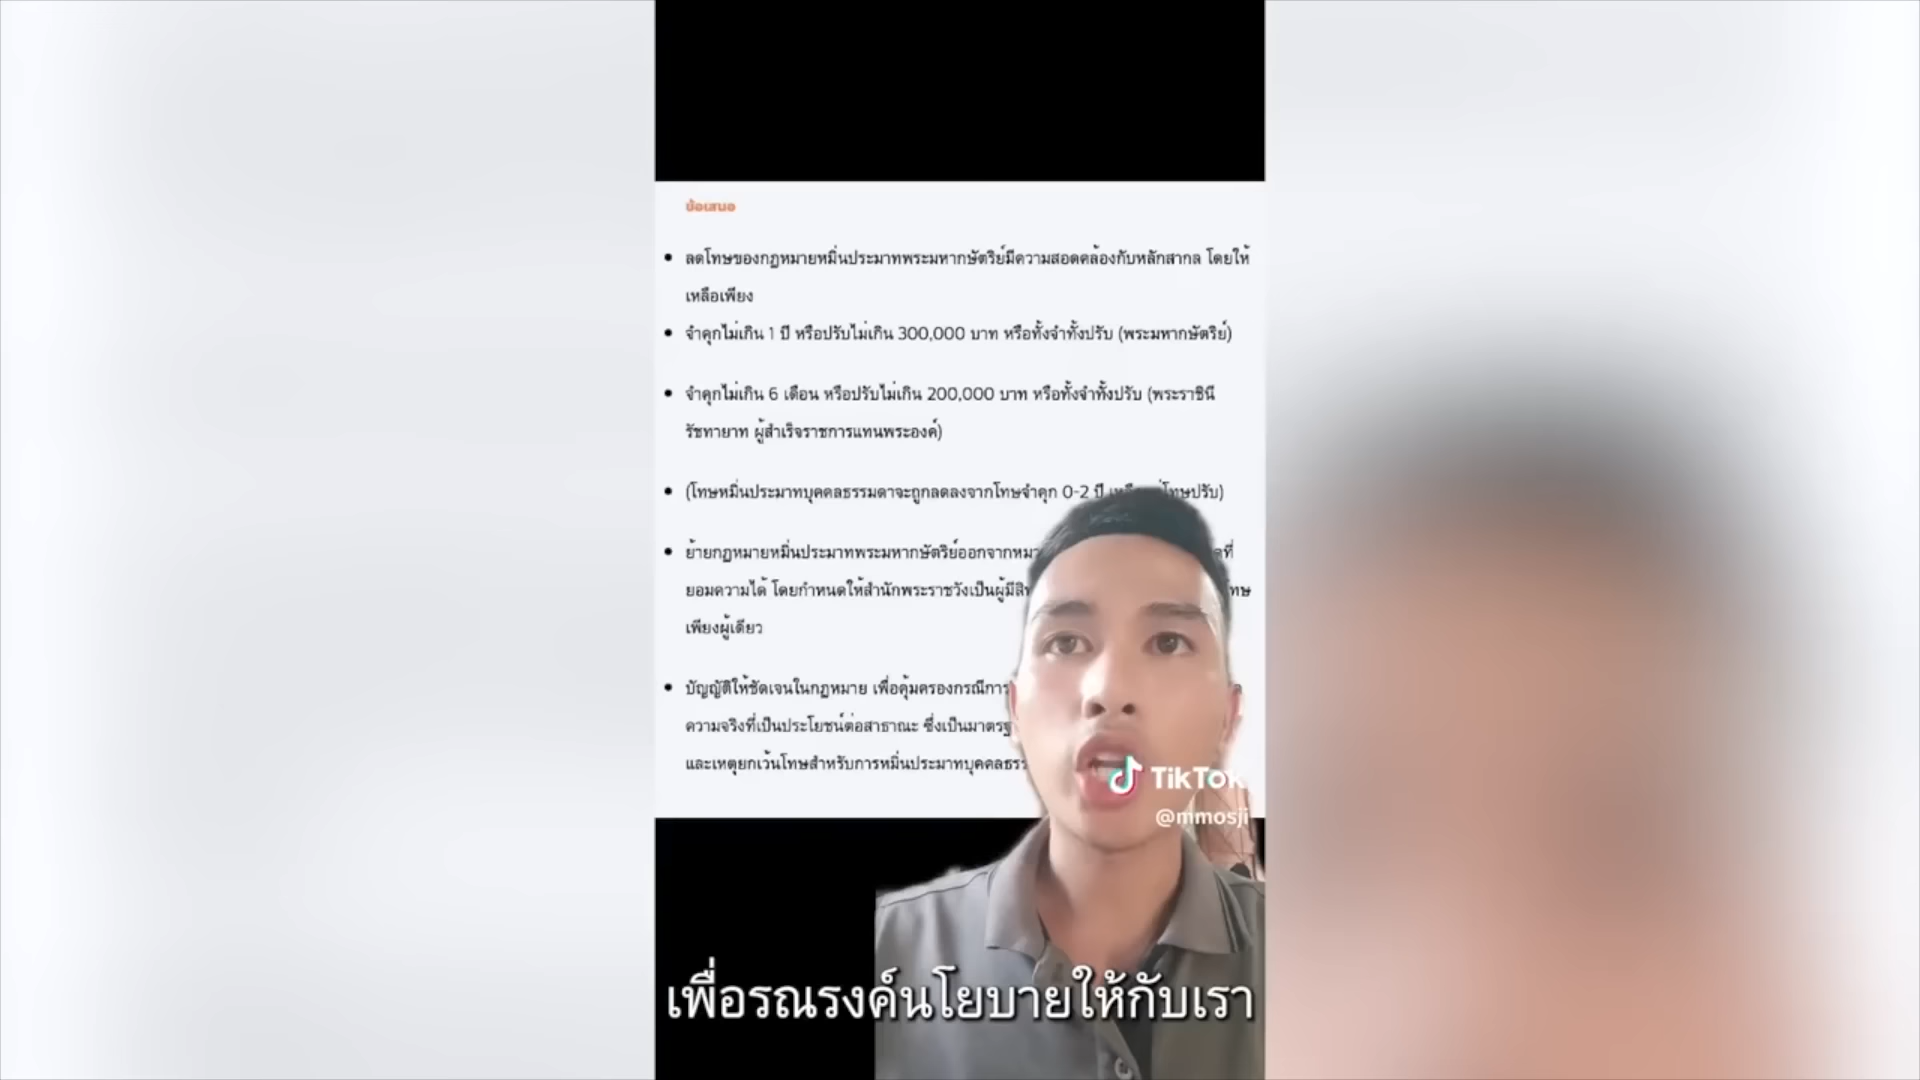 ข้อเสนอ
ลดโทษของกฎหมายหมิ่นประมาทพระมหากษัตริย์มีความสอดคล้องกับหลักสากล โดยให้
เหลือเพียง
จำคุกไม่เกิน 1 ปี หรือปรับไม่เกิน 300,000 บาท หรือทั้งจำทั้งปรับ (พระมหากษัตริย์)
จำคุกไม่เกิน 6 เดือน หรือปรับไม่เกิน 200,000 บาท หรือทั้งจำทั้งปรับ (พระราชินี
รัชทายาท ผู้สำเร็จราชการแทนพระองค์)
(โทษหมิ่นประมาทบุคคลธรรมดาจะถูกลดลงจากโทษจำคุก 0-2 ปี โทษปรับ)
ย้ายกฎหมายหมิ่นประมาทพระมหากษัตริย์ออกจาก
ยอมความได้ โดยกำหนดให้สำนักพระราชวังเป็นผู้มี
เพียงผู้เดียว
บัญญัติให้ชัดเจนในกฎหมาย เพื่อคุ้มครองกรณีการ
ความจริงที่เป็นประโยชน์ต่อสาธาณะ ซึ่งเป็น
และเหตุยกเว้นโทษสำหรับการหมิ่นประมาท
TikTok
@mmosji
เพื่อรณรงค์นโยบายให้กับเรา